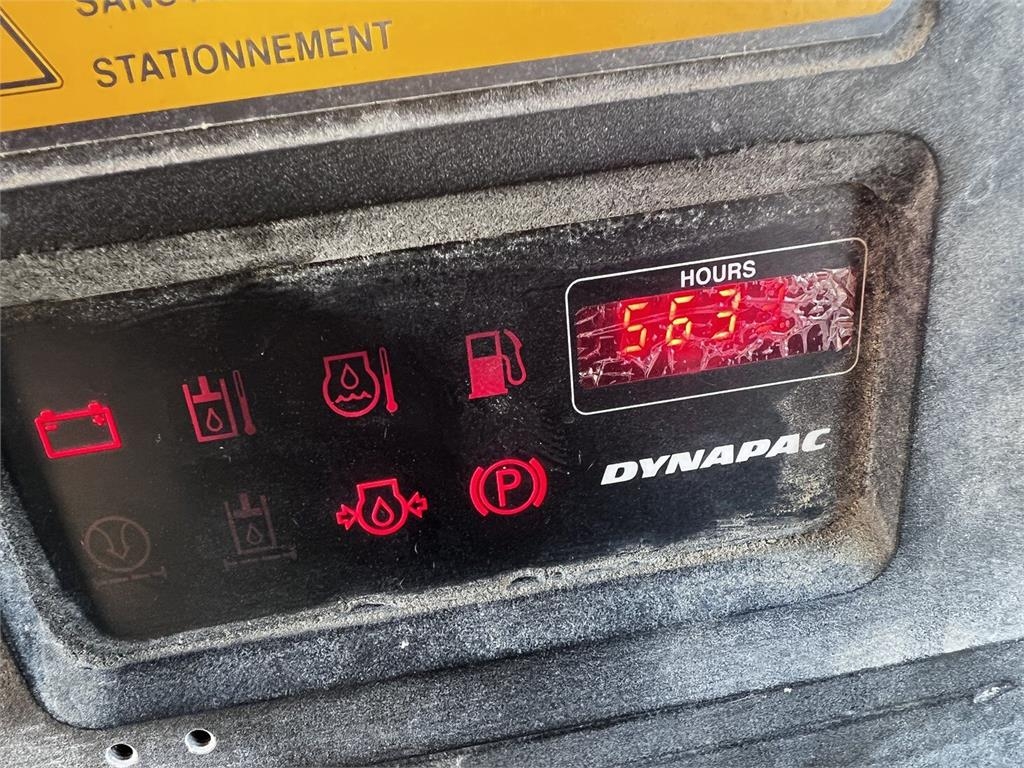 STATIONNEMENT
HOURS
563
P
DYNAPAC